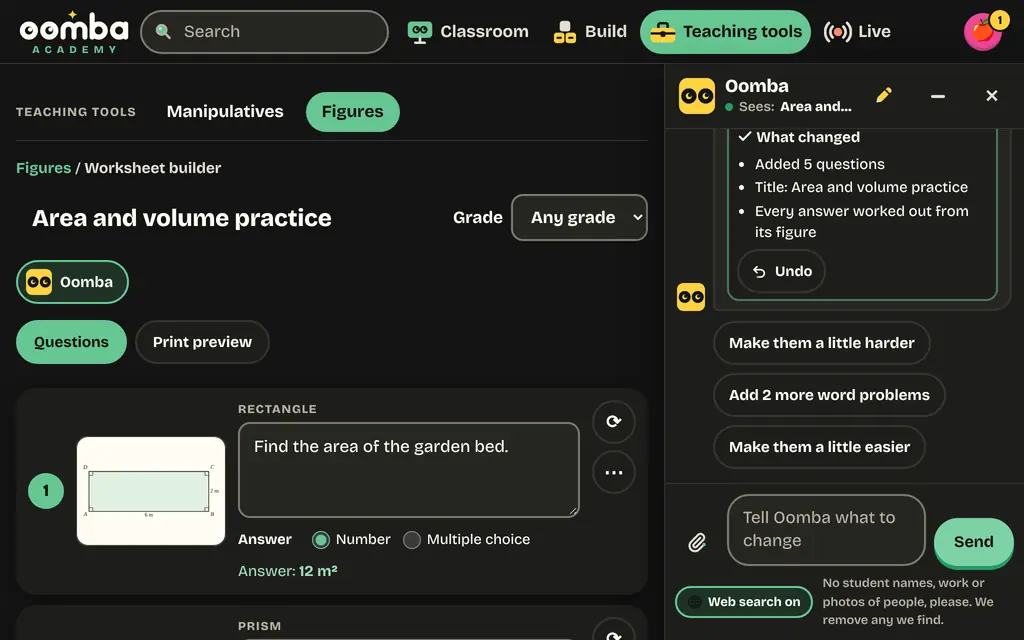 oomba
ACADEMY
Search
Classroom
Build
Teaching tools
Live
1
TEACHING TOOLS
Manipulatives
Figures
Figures / Worksheet builder
Area and volume practice
Grade
Any grade
Oomba
Questions
Print preview
1
RECTANGLE
Find the area of the garden bed.
D
C
2 m
A
6 m
B
Answer
Number
Multiple choice
Answer: 12 m²
PRISM
Oomba
Sees: Area and...
What changed
Added 5 questions
Title: Area and volume practice
Every answer worked out from
its figure
Undo
Make them a little harder
Add 2 more word problems
Make them a little easier
Tell Oomba what to
change
Send
Web search on
No student names, work or
photos of people, please. We
remove any we find.